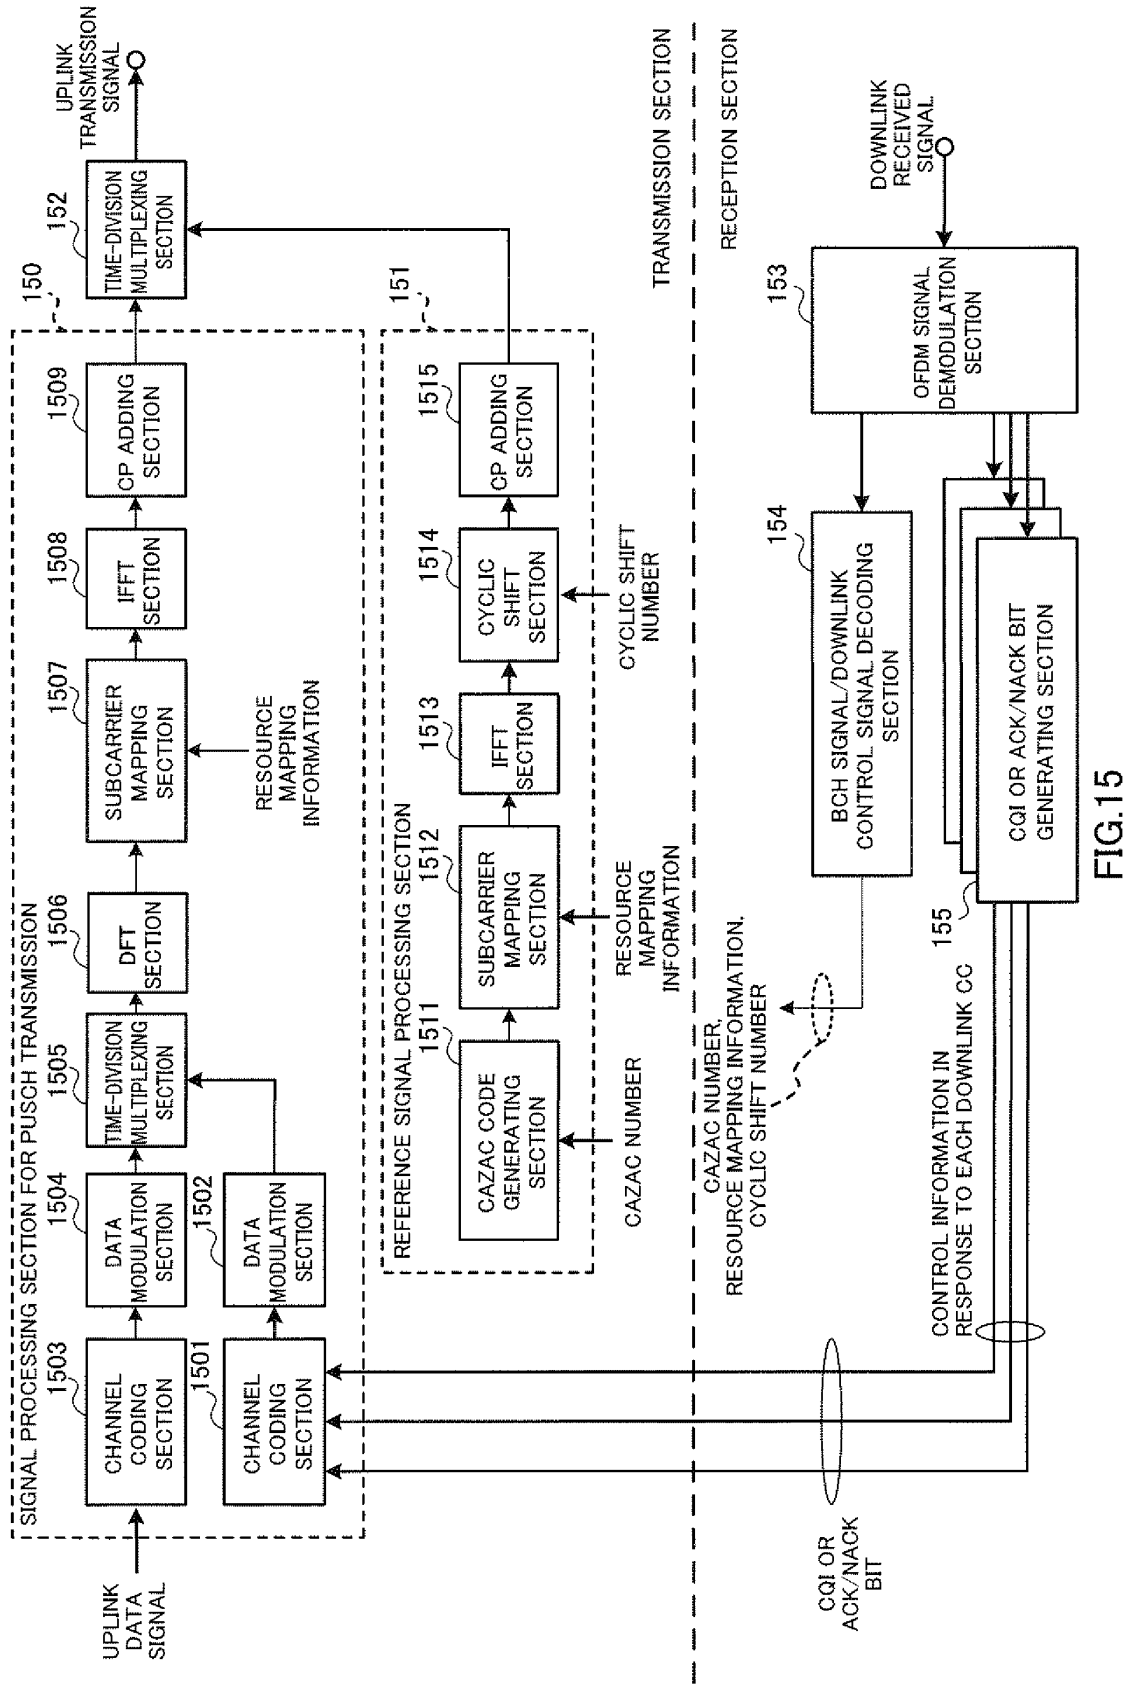 SIGNAL PROCESSING SECTION FOR PUSCH TRANSMISSION
150
UPLINK
DATA
SIGNAL
1503
CHANNEL
CODING
SECTION
1504
DATA
MODULATION
SECTION
1505
TIME-DIVISION
MULTIPLEXING
SECTION
1506
DFT
SECTION
1507
SUBCARRIER
MAPPING
SECTION
RESOURCE
MAPPING
INFORMATION
1508
IFFT
SECTION
1509
CP ADDING
SECTION
152
TIME-DIVISION
MULTIPLEXING
SECTION
UPLINK
TRANSMISSION
SIGNAL
1501
CHANNEL
CODING
SECTION
1502
DATA
MODULATION
SECTION
REFERENCE SIGNAL PROCESSING SECTION
151
1511
CAZAC CODE
GENERATING
SECTION
CAZAC NUMBER
1512
SUBCARRIER
MAPPING
SECTION
RESOURCE
MAPPING
INFORMATION
1513
IFFT
SECTION
1514
CYCLIC
SHIFT
SECTION
CYCLIC SHIFT
NUMBER
1515
CP ADDING
SECTION
TRANSMISSION SECTION
RECEPTION SECTION
CAZAC NUMBER,
RESOURCE MAPPING INFORMATION,
CYCLIC SHIFT NUMBER
154
BCH SIGNAL/DOWNLINK
CONTROL SIGNAL DECODING
SECTION
153
OFDM SIGNAL
DEMODULATION
SECTION
DOWNLINK
RECEIVED
SIGNAL
CQI OR
ACK/NACK
BIT
CONTROL INFORMATION IN
RESPONSE TO EACH DOWNLINK CC
155
CQI OR ACK/NACK BIT
GENERATING SECTION
FIG.15